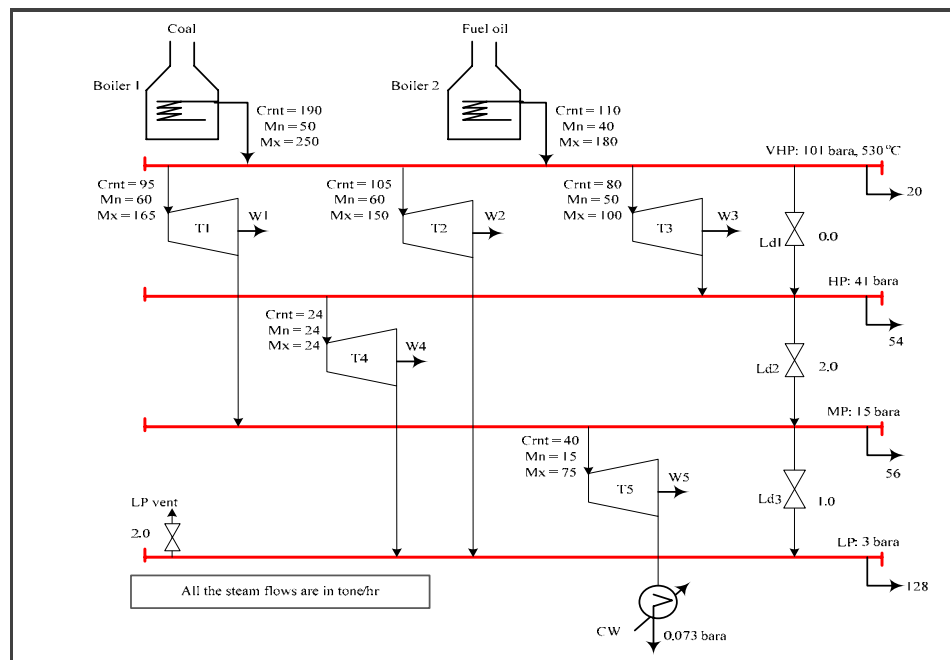 Coal
Fuel oil
Boiler 1
Boiler 2
Crnt = 190
Mn = 50
Mx = 250
Crnt = 110
Mn = 40
Mx = 180
VHP: 101 bara, 530 °C
20
Crnt = 95
Mn = 60
Mx = 165
T1
W1
Crnt = 105
Mn = 60
Mx = 150
T2
W2
Crnt = 80
Mn = 50
Mx = 100
T3
W3
Ld1
0.0
HP: 41 bara
54
Crnt = 24
Mn = 24
Mx = 24
T4
W4
Ld2
2.0
MP: 15 bara
56
Crnt = 40
Mn = 15
Mx = 75
T5
W5
Ld3
1.0
LP vent
2.0
LP: 3 bara
128
All the steam flows are in tone/hr
CW
0.073 bara